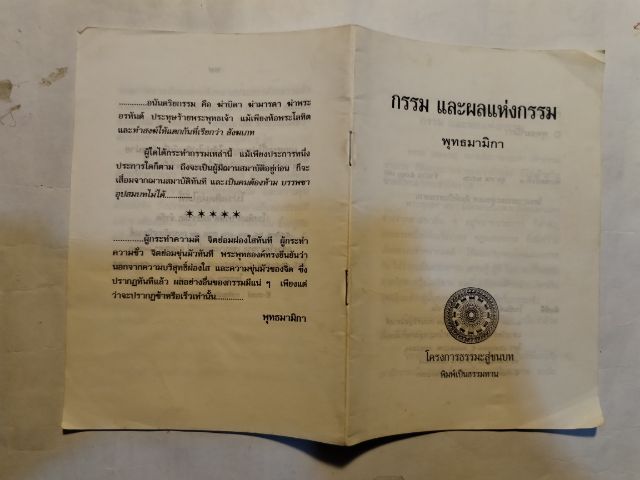 ............อนันตริยกรรม คือ ฆ่าบิดา ฆ่ามารดา ฆ่าพระ
อรหันต์ ประทุษร้ายพระพุทธเจ้า แม้เพียงห้อพระโลหิต
และทำสงฆ์ให้แตกกันที่เรียกว่า สังฆเภท
ผู้ใดได้กระทำกรรมเหล่านี้ แม้เพียงประการหนึ่ง
ประการใดก็ตาม ถึงจะเป็นผู้มีฌานสมาบัติอยู่ก่อน ก็จะ
เสื่อมจากฌานสมาบัติทันที และเป็นคนต้องห้าม บรรพชา
อุปสมบทไม่ได้............
*****
............ผู้กระทำความดี จิตย่อมผ่องใสทันที ผู้กระทำ
ความชั่ว จิตย่อมขุ่นมัวทันที พระพุทธองค์ทรงยืนยันว่า
นอกจากความบริสุทธิ์ผ่องใส และความขุ่นมัวของจิต ซึ่ง
ปรากฏทันทีแล้ว ผลอย่างอื่นของกรรมมีแน่ ๆ เพียงแต่
ว่าจะปรากฏช้าหรือเร็วเท่านั้น............
พุทธมามิกา
กรรม และผลแห่งกรรม
พุทธมามิกา
โครงการธรรมะสู่ชนบท
พิมพ์เป็นธรรมทาน